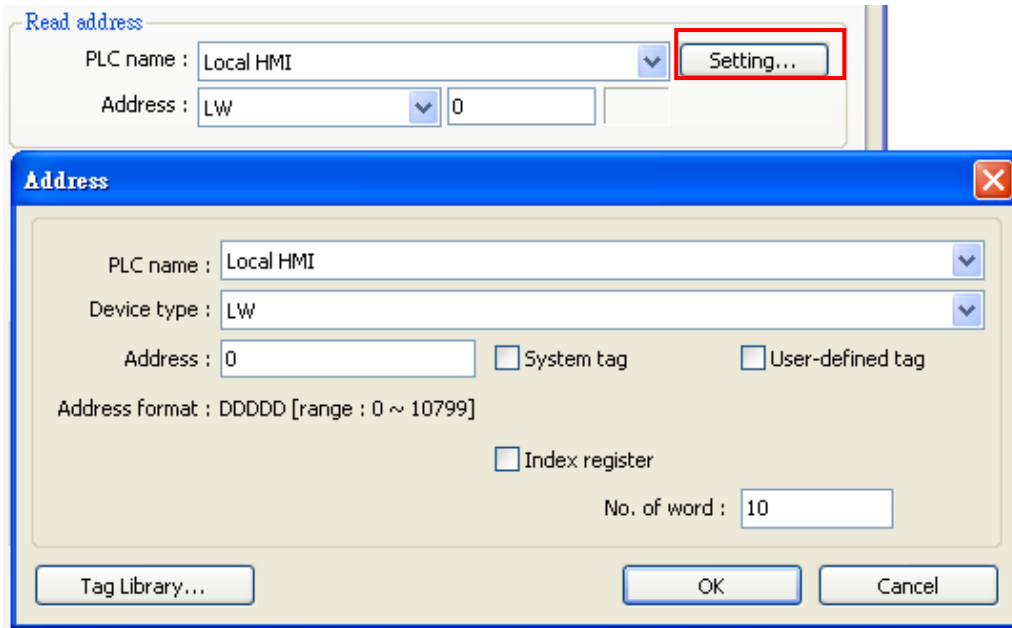 Read address
PLC name : Local HMI Setting...
Address : LW 0
Address
PLC name : Local HMI
Device type : LW
Address : 0 System tag User-defined tag
Address format : DDDDD [range : 0 ~ 10799]
Index register
No. of word : 10
Tag Library... OK Cancel